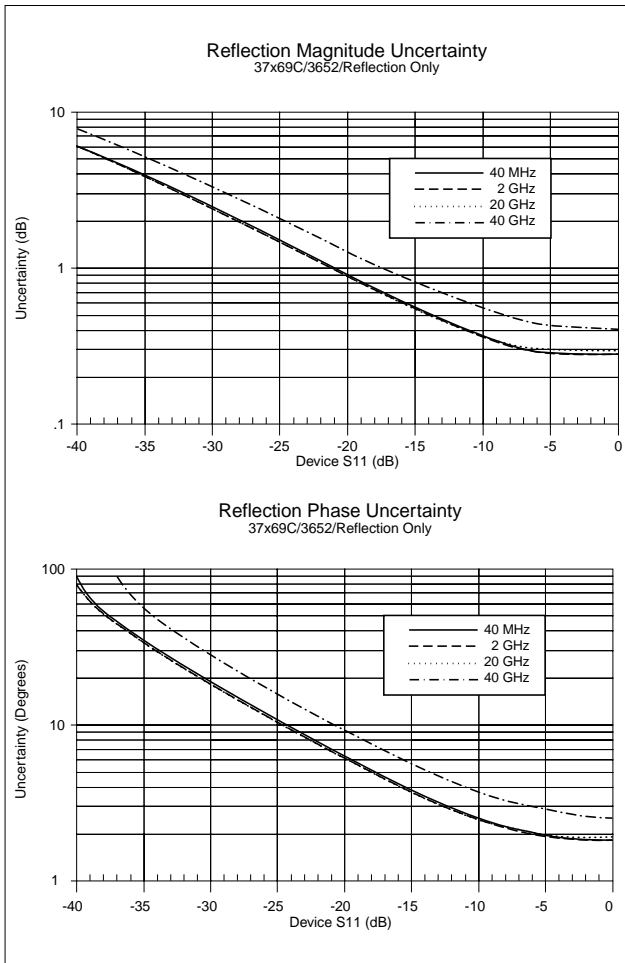 Reflection Magnitude Uncertainty
37x69C/3652/Reflection Only
10
1
.1
Uncertainty (dB)
40 MHz
2 GHz
20 GHz
40 GHz
-40 -35 -30 -25 -20 -15 -10 -5 0
Device S11 (dB)
Reflection Phase Uncertainty
37x69C/3652/Reflection Only
100
10
1
Uncertainty (Degrees)
40 MHz
2 GHz
20 GHz
40 GHz
-40 -35 -30 -25 -20 -15 -10 -5 0
Device S11 (dB)